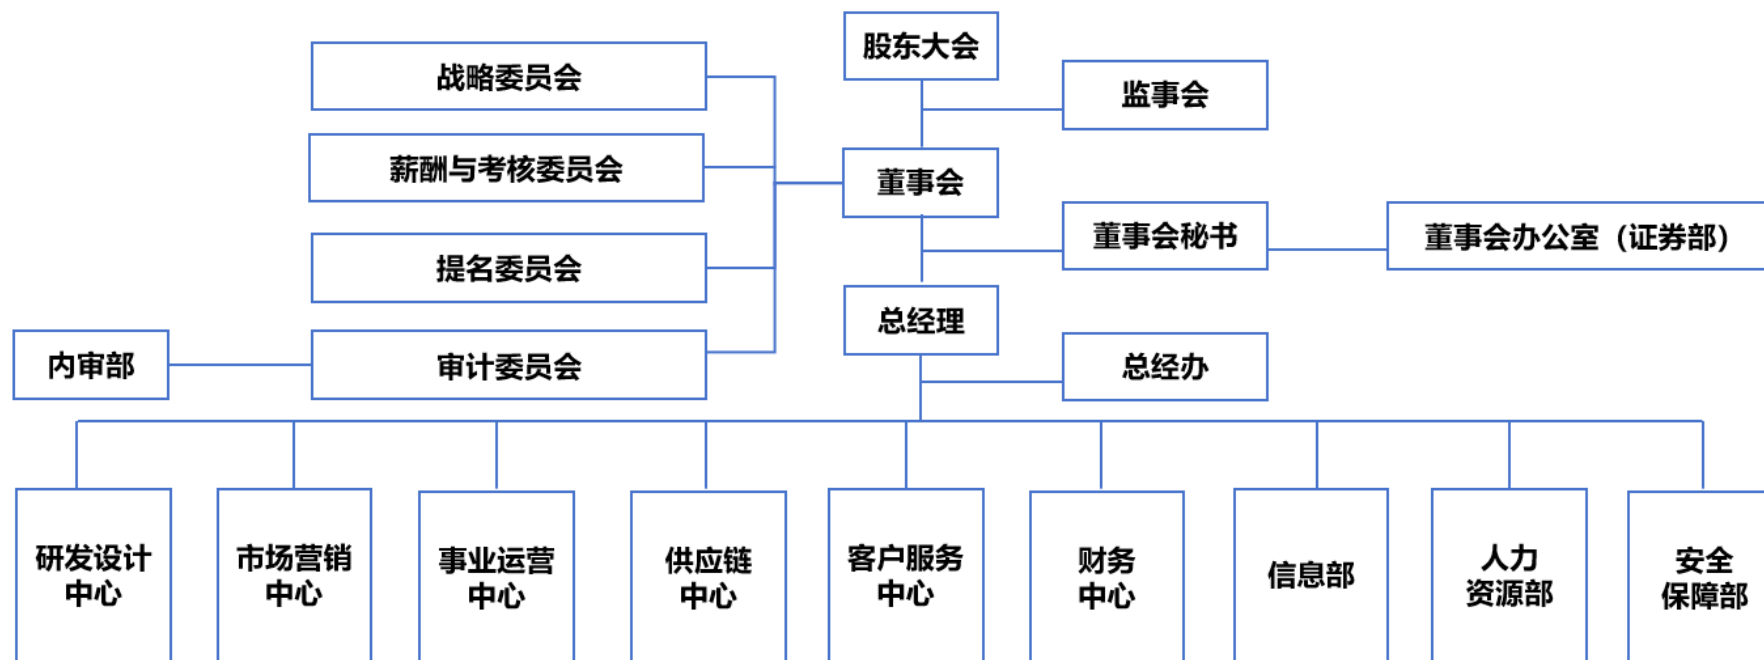 股东大会
战略委员会
监事会
薪酬与考核委员会
董事会
董事会秘书
董事会办公室（证券部）
提名委员会
总经理
内审部
审计委员会
总经办
研发设计
中心
市场营销
中心
事业运营
中心
供应链
中心
客户服务
中心
财务
中心
信息部
人力
资源部
安全
保障部